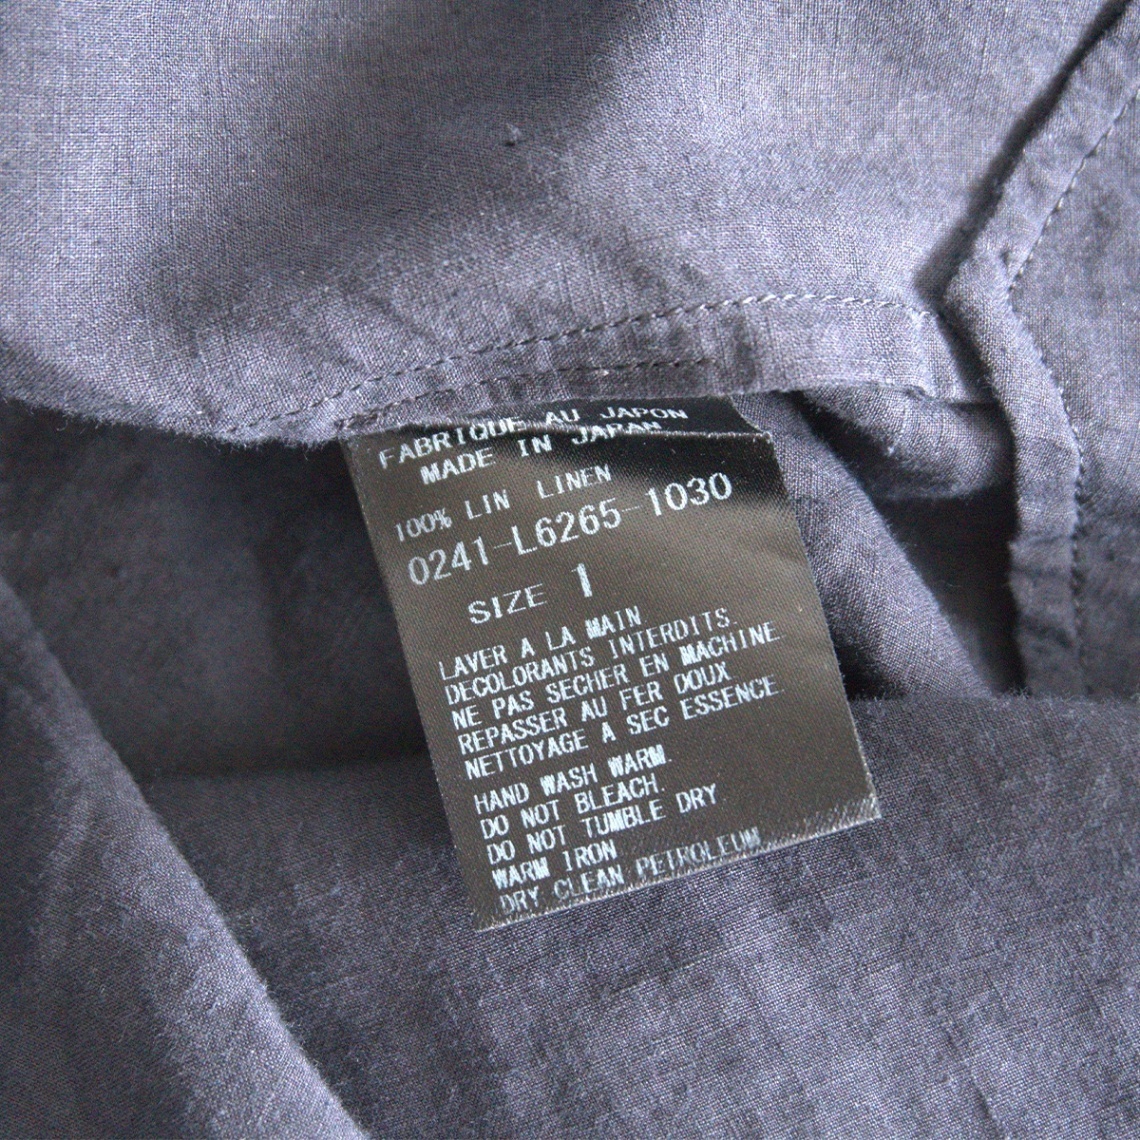 FABRIQUE AU JAPON
MADE IN JAPAN
100% LIN LINEN
0241-L6265-1030
SIZE 1
LAVER A LA MAIN
DECOLORANTS INTERDITS.
NE PAS SECHER EN MACHINE.
REPASSER AU FER DOUX
NETTOYAGE A SEC ESSENCE.
HAND WASH WARM.
DO NOT BLEACH.
DO NOT TUMBLE DRY
WARM IRON
DRY CLEAN PETROLEUM